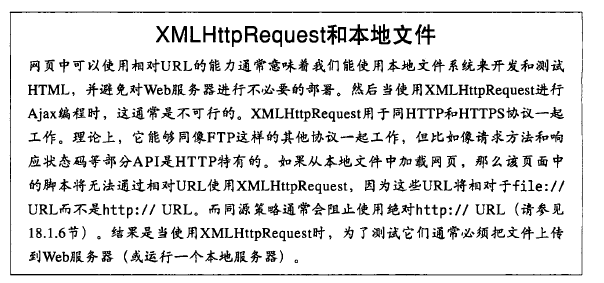 XMLHttpRequest和本地文件
网页中可以使用相对URL的能力通常意味着我们能使用本地文件系统来开发和测试
HTML，并避免对Web服务器进行不必要的部署。然后当使用XMLHttpRequest进行
Ajax编程时，这通常是不可行的。XMLHttpRequest用于同HTTP和HTTPS协议一起
工作。理论上，它能够同像FTP这样的其他协议一起工作，但比如像请求方法和响
应状态码等部分API是HTTP特有的。如果从本地文件中加载网页，那么该页面中
的脚本将无法通过相对URL使用XMLHttpRequest，因为这些URL将相对于file://
URL而不是http:// URL。而同源策略通常会阻止使用绝对http:// URL（请参见
18.1.6节）。结果是当使用XMLHttpRequest时，为了测试它们通常必须把文件上传
到Web服务器（或运行一个本地服务器）。